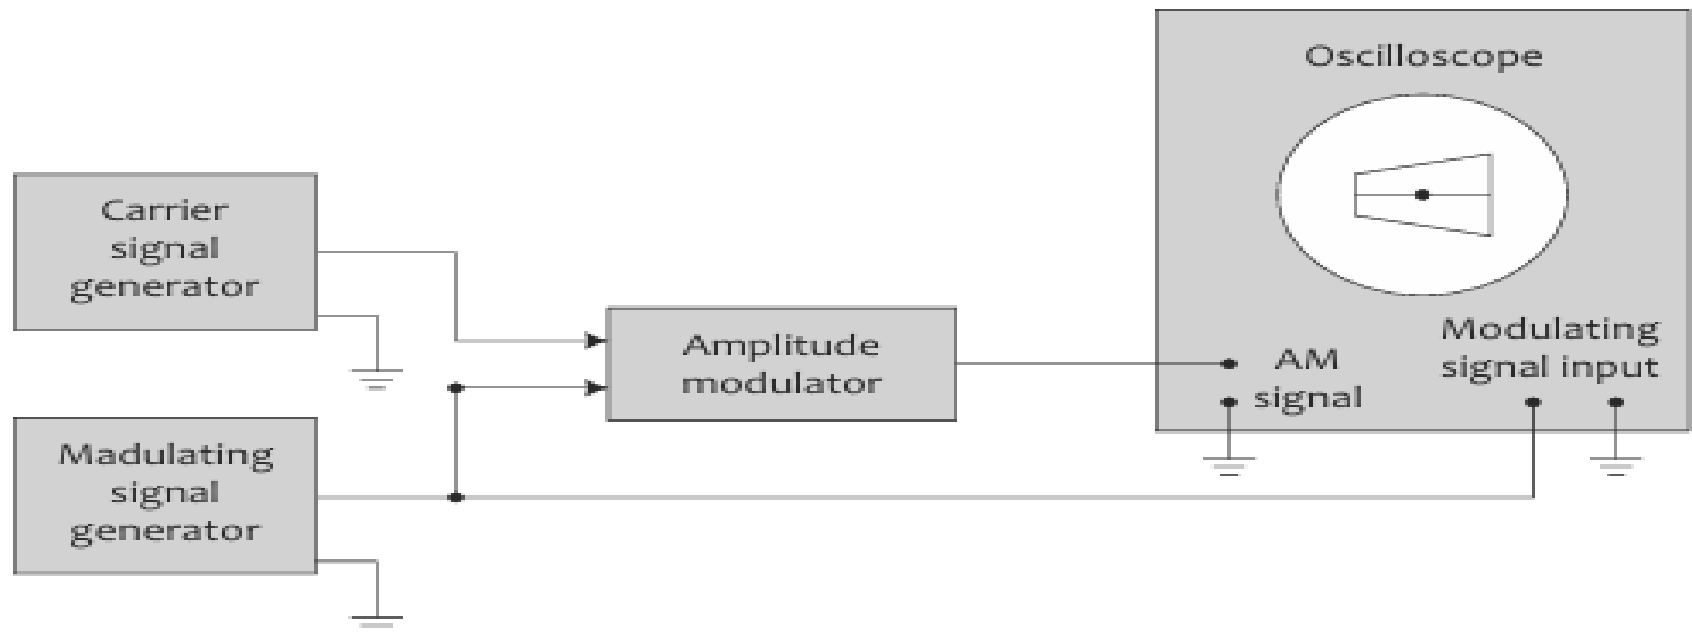 Oscilloscope
Carrier
signal
generator
Amplitude
modulator
Modulating
signal input
AM
signal
Madulating
signal
generator